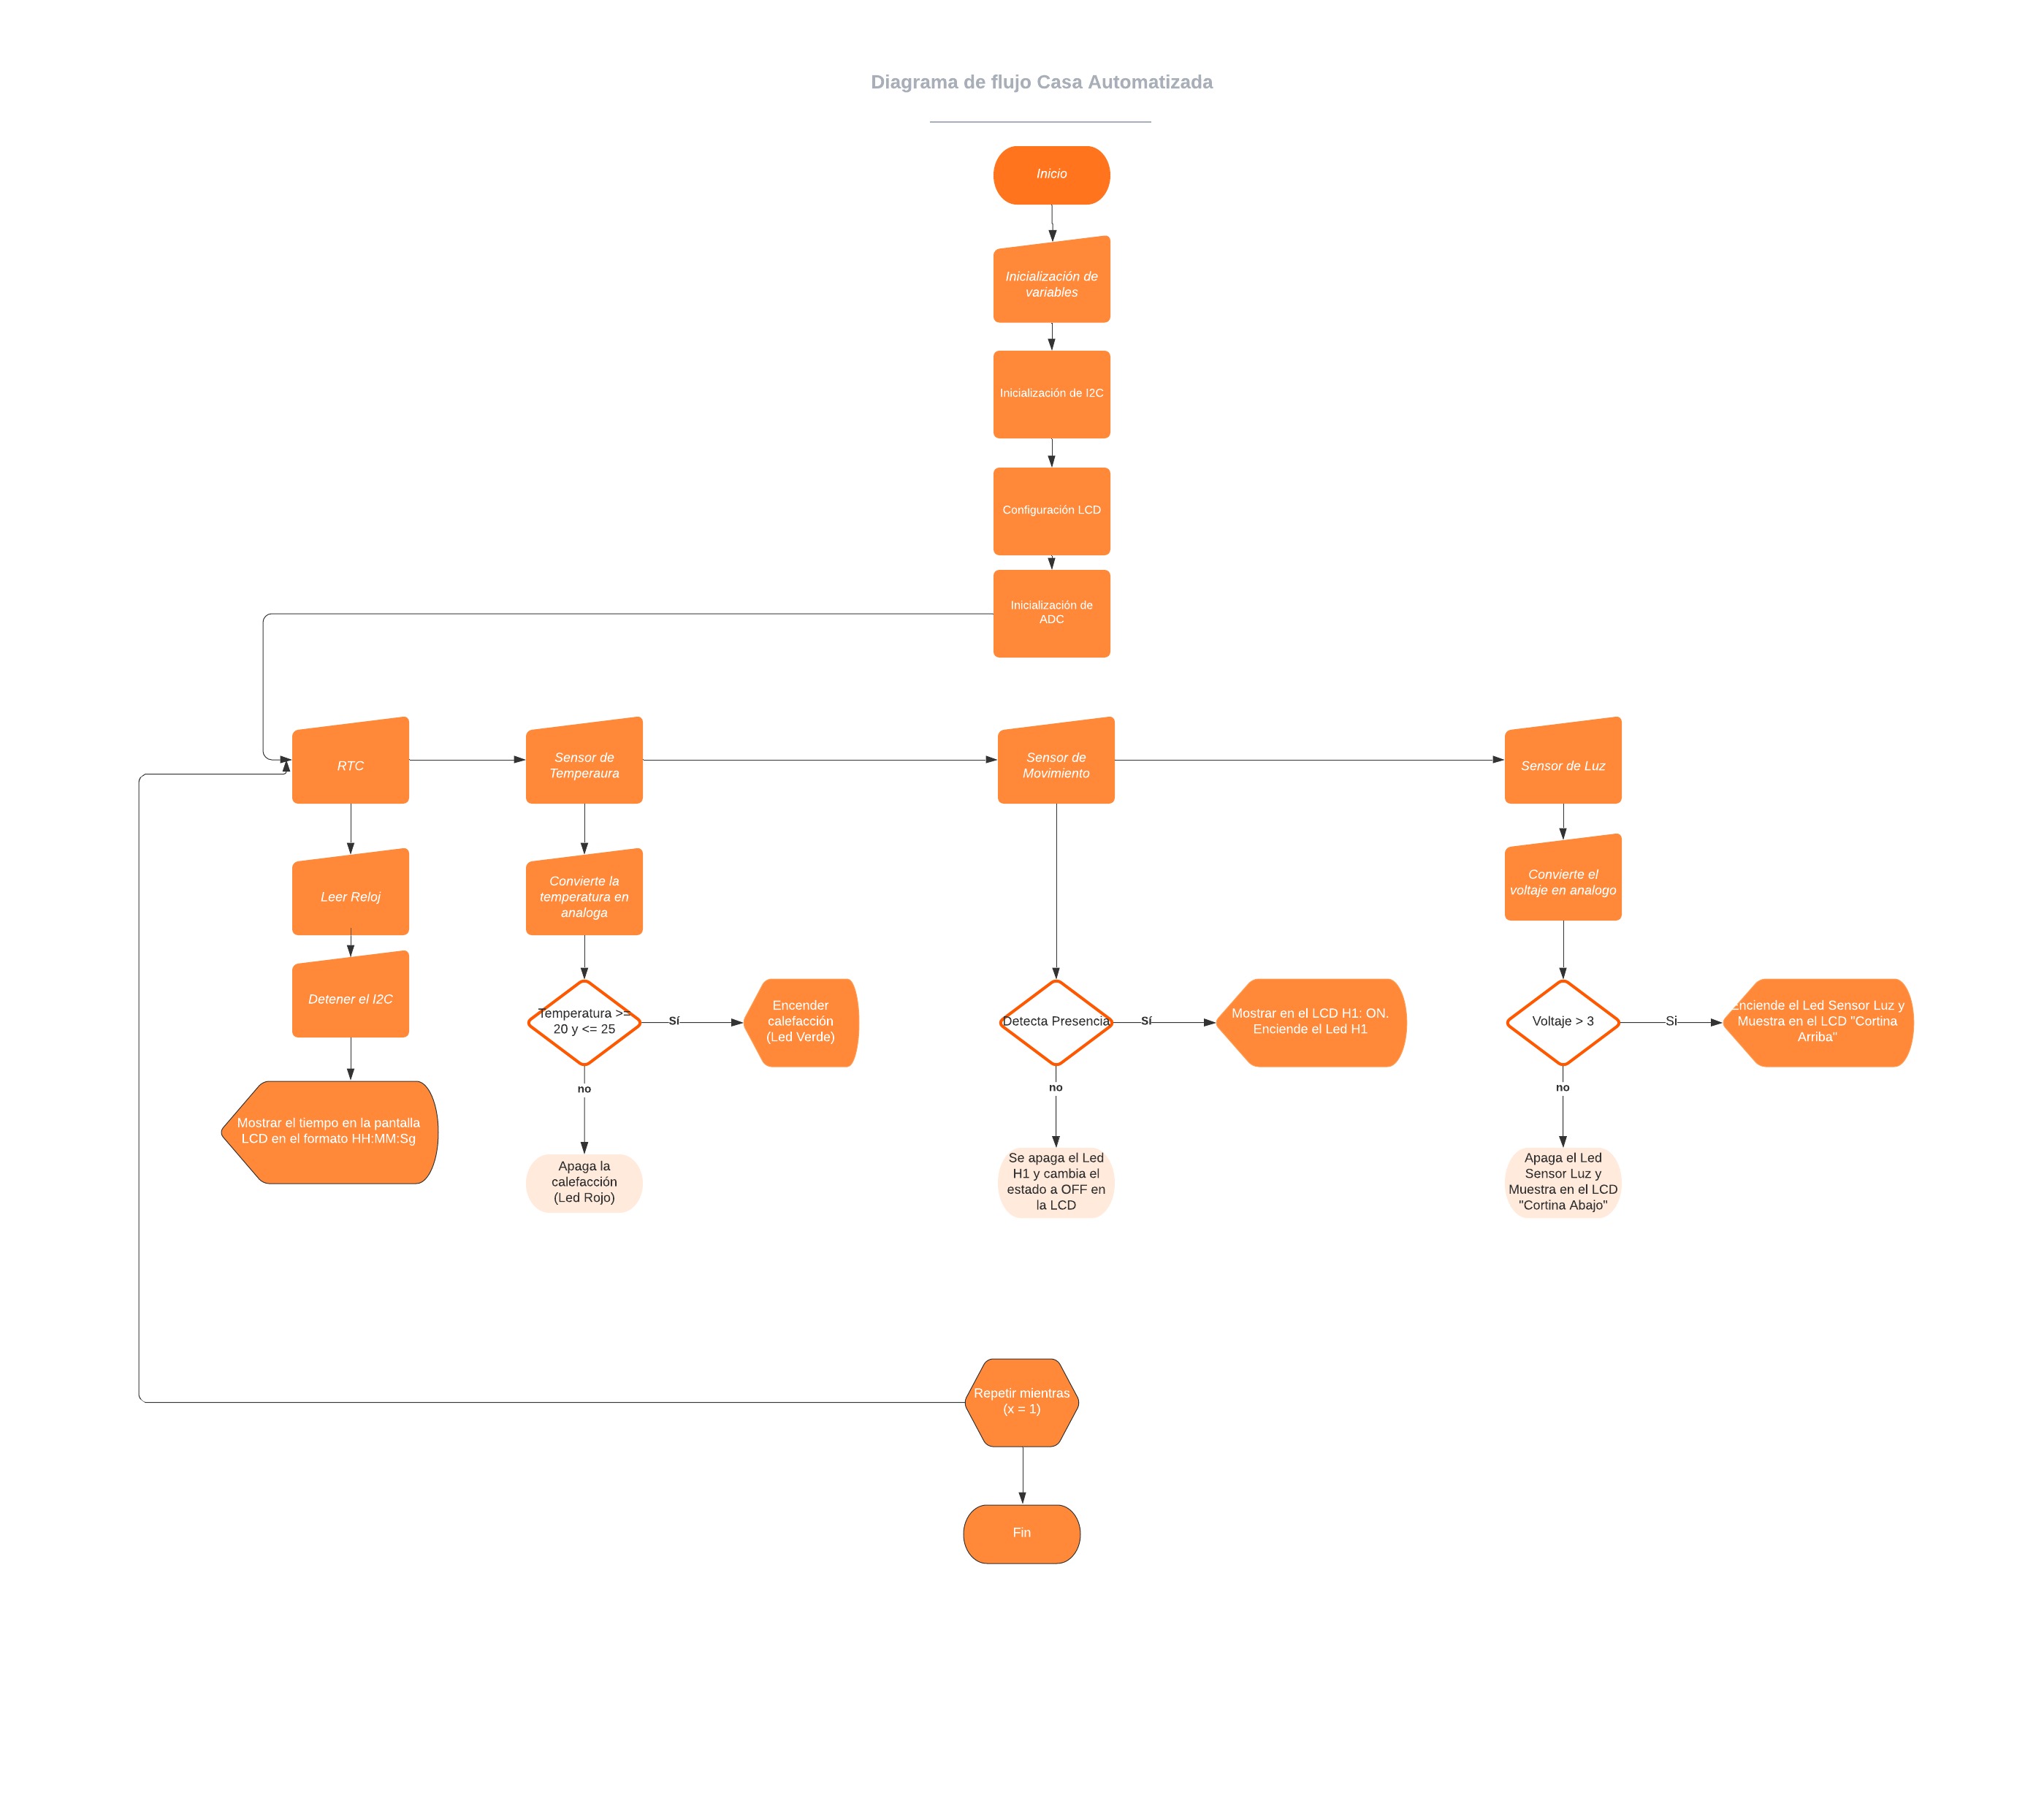 Diagrama de flujo Casa Automatizada
Inicio
Inicialización de
variables
Inicialización de I2C
Configuración LCD
Inicialización de
ADC
RTC
Sensor de
Temperaura
Sensor de
Movimiento
Sensor de Luz
Leer Reloj
Convierte la
temperatura en
analoga
Convierte el
voltaje en analogo
Detener el I2C
Temperatura >=
20 y <= 25
Sí
Encender
calefacción
(Led Verde)
Detecta Presencia
Sí
Mostrar en el LCD H1: ON.
Enciende el Led H1
Voltaje > 3
Si
Enciende el Led Sensor Luz y
Muestra en el LCD "Cortina
Arriba"
no
no
no
Mostrar el tiempo en la pantalla
LCD en el formato HH:MM:Sg
Apaga la
calefacción
(Led Rojo)
Se apaga el Led
H1 y cambia el
estado a OFF en
la LCD
Apaga el Led
Sensor Luz y
Muestra en el LCD
"Cortina Abajo"
Repetir mientras
(x = 1)
Fin